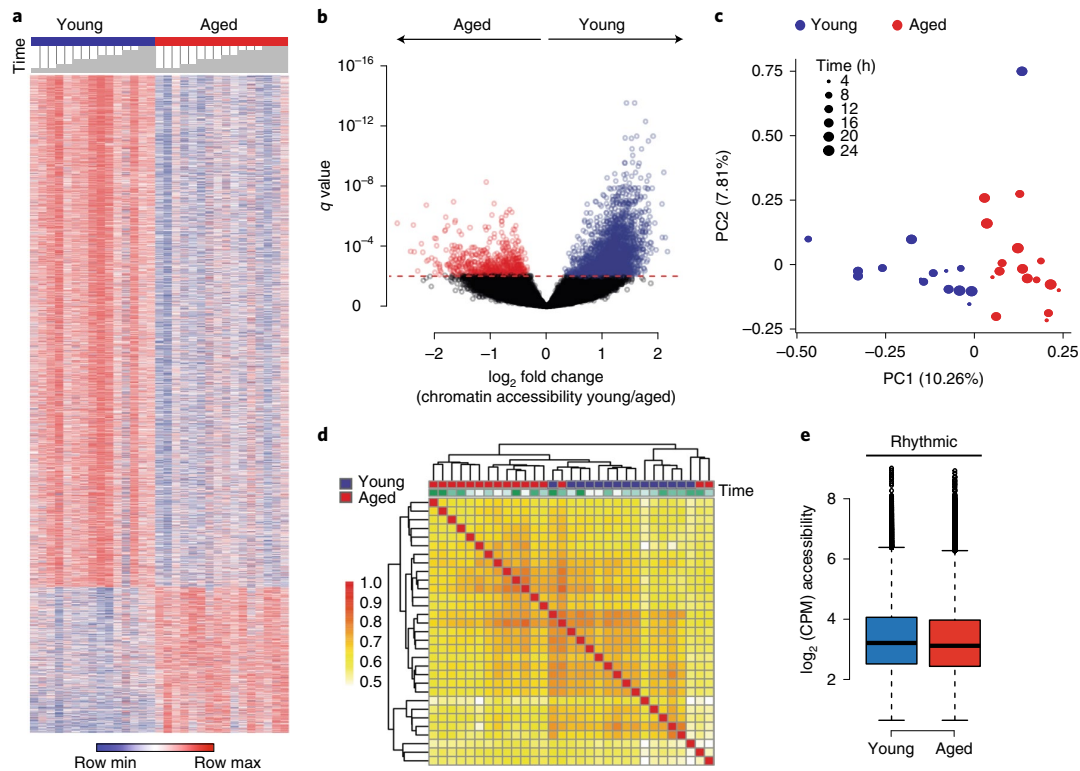 a
Young
Aged
Time
Row min
Row max
b
Aged
Young
10⁻¹⁶
10⁻¹²
10⁻⁸
10⁻⁴
0
q value
−2
−1
0
1
2
log₂ fold change
(chromatin accessibility young/aged)
c
Young
Aged
Time (h)
4
8
12
16
20
24
0.75
0.50
0.25
0
−0.25
PC2 (7.81%)
−0.50
−0.25
0
0.25
PC1 (10.26%)
d
Young
Aged
Time
1.0
0.9
0.8
0.7
0.6
0.5
e
Rhythmic
8
6
4
2
log₂ (CPM) accessibility
Young
Aged